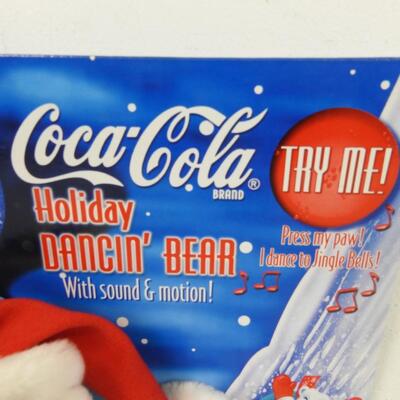 Coca-Cola®
BRAND
Holiday
DANCIN' BEAR
With sound & motion!
TRY ME!
Press my paw!
I dance to Jingle Bells!